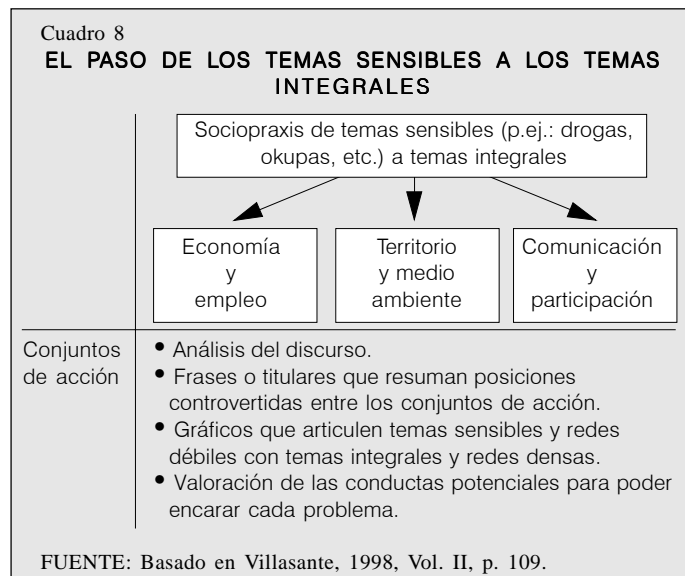 Cuadro 8
EL PASO DE LOS TEMAS SENSIBLES A LOS TEMAS
INTEGRALES
Sociopraxis de temas sensibles (p.ej.: drogas,
okupas, etc.) a temas integrales
Economía
y
empleo
Territorio
y medio
ambiente
Comunicación
y
participación
Conjuntos
de acción
• Análisis del discurso.
• Frases o titulares que resuman posiciones
controvertidas entre los conjuntos de acción.
• Gráficos que articulen temas sensibles y redes
débiles con temas integrales y redes densas.
• Valoración de las conductas potenciales para poder
encarar cada problema.
FUENTE: Basado en Villasante, 1998, Vol. II, p. 109.